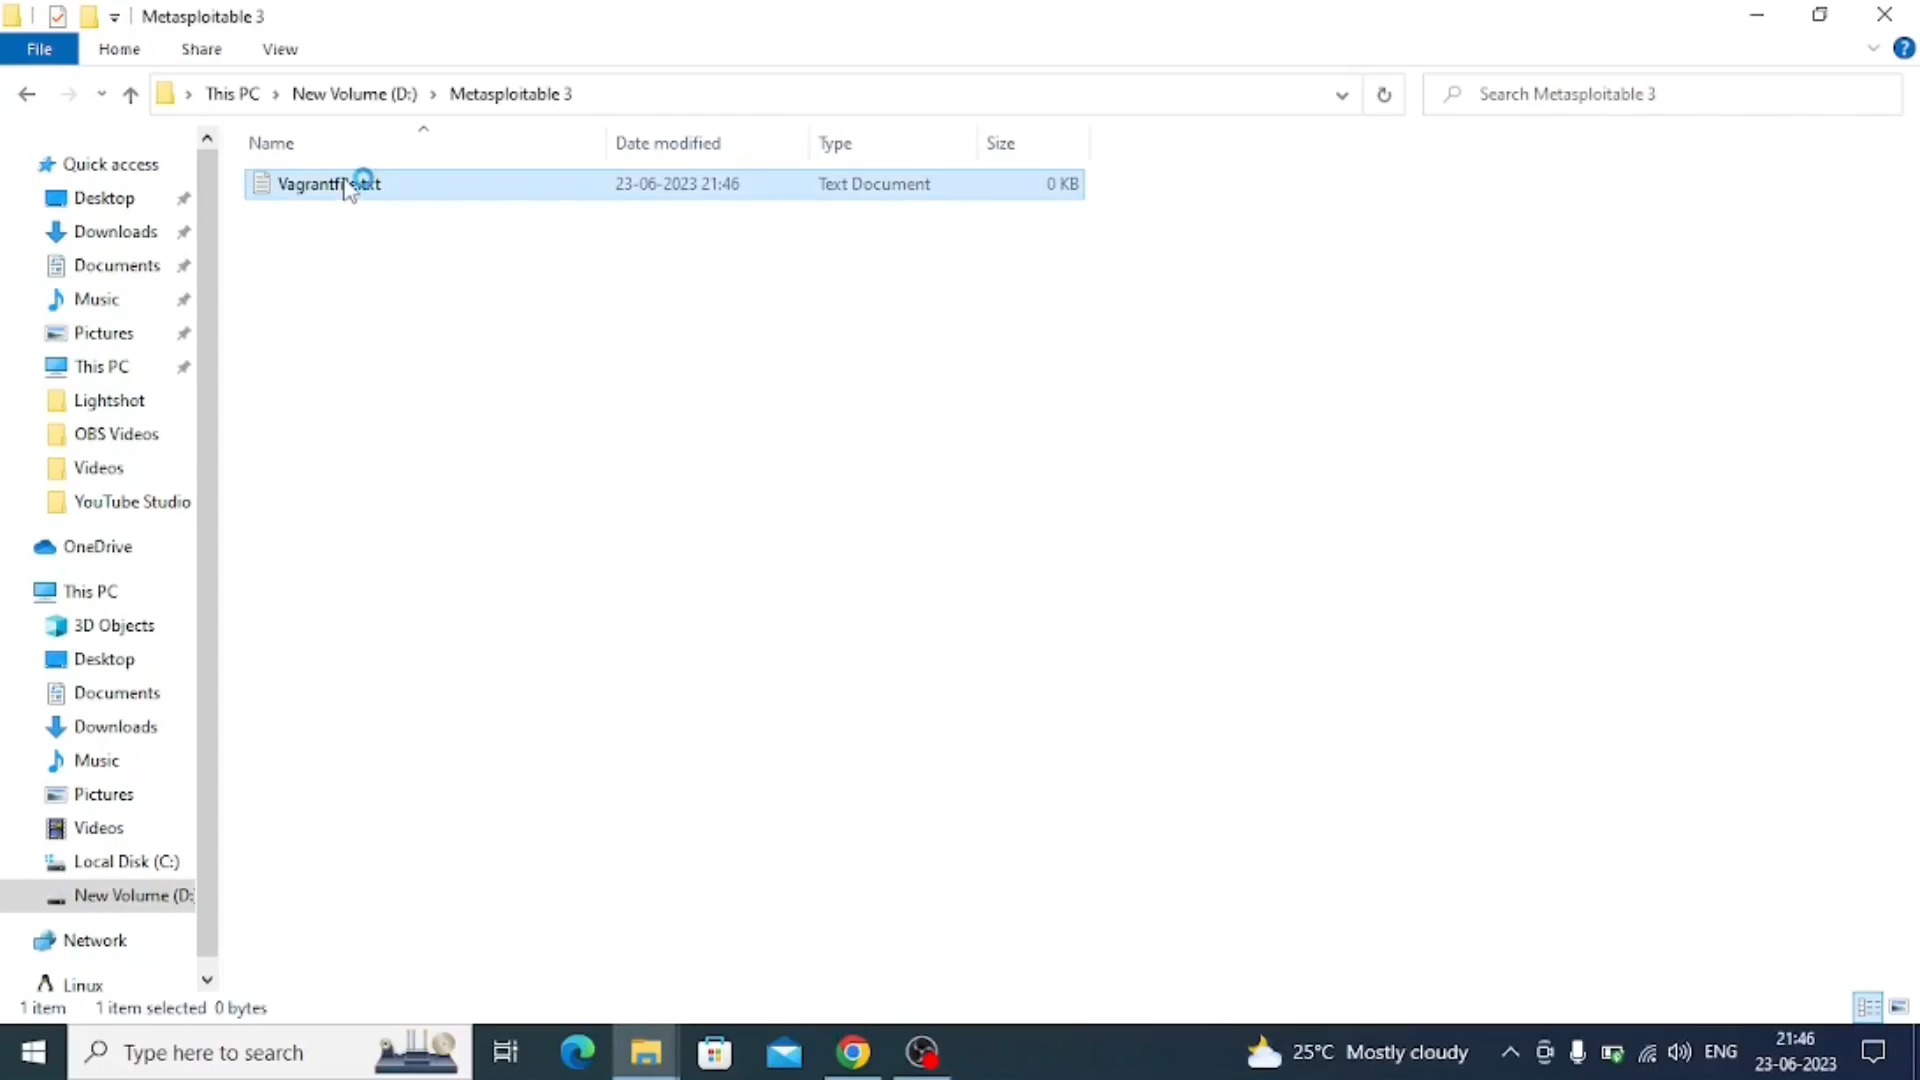 Metasploitable 3
File Home Share View
This PC New Volume (D:) Metasploitable 3
Search Metasploitable 3
Name Date modified Type Size
23-06-2023 21:46 Text Document 0 KB
Quick access
Desktop
Downloads
Documents
Music
Pictures
This PC
Lightshot
OBS Videos
Videos
YouTube Studio
OneDrive
This PC
3D Objects
Desktop
Documents
Downloads
Music
Pictures
Videos
Local Disk (C:)
New Volume (D:
Network
Linux
1 item 1 item selected 0 bytes
Type here to search
25°C Mostly cloudy
ENG
21:46
23-06-2023